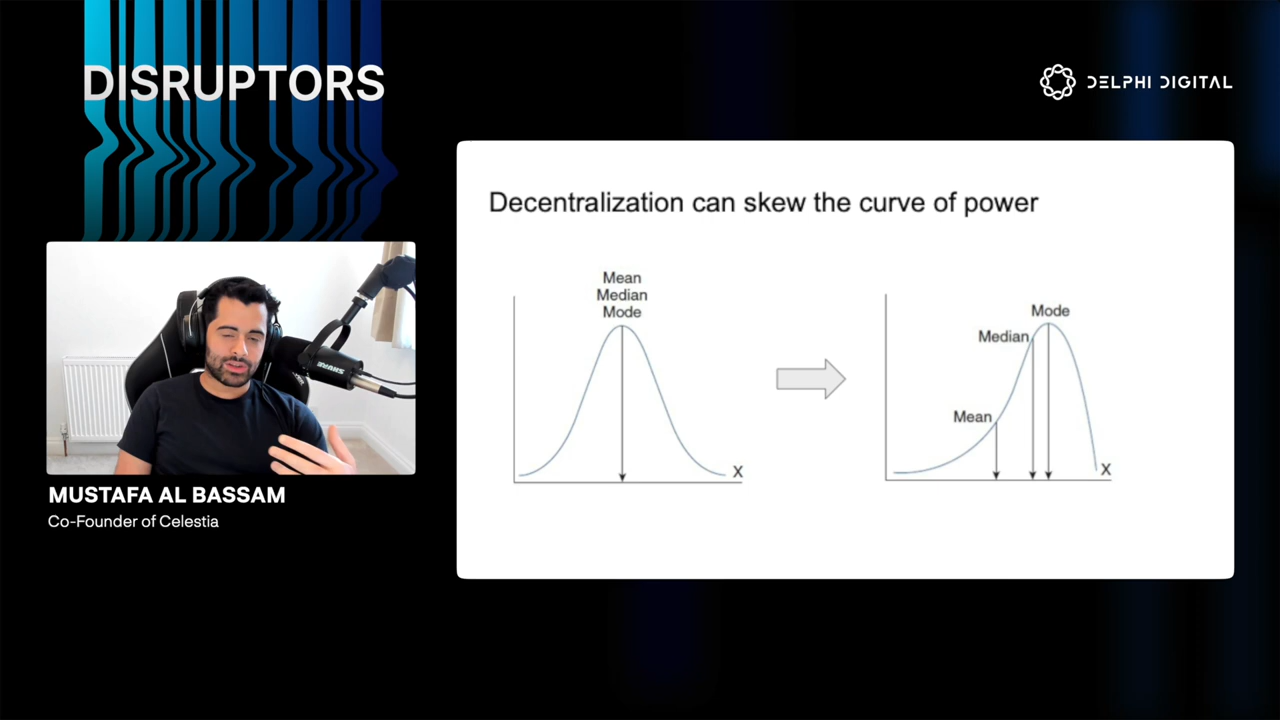 DISRUPTORS
DELPHI DIGITAL
Decentralization can skew the curve of power
Mean
Median
Mode
X
Mode
Median
Mean
X
SHURE
MUSTAFA AL BASSAM
Co-Founder of Celestia